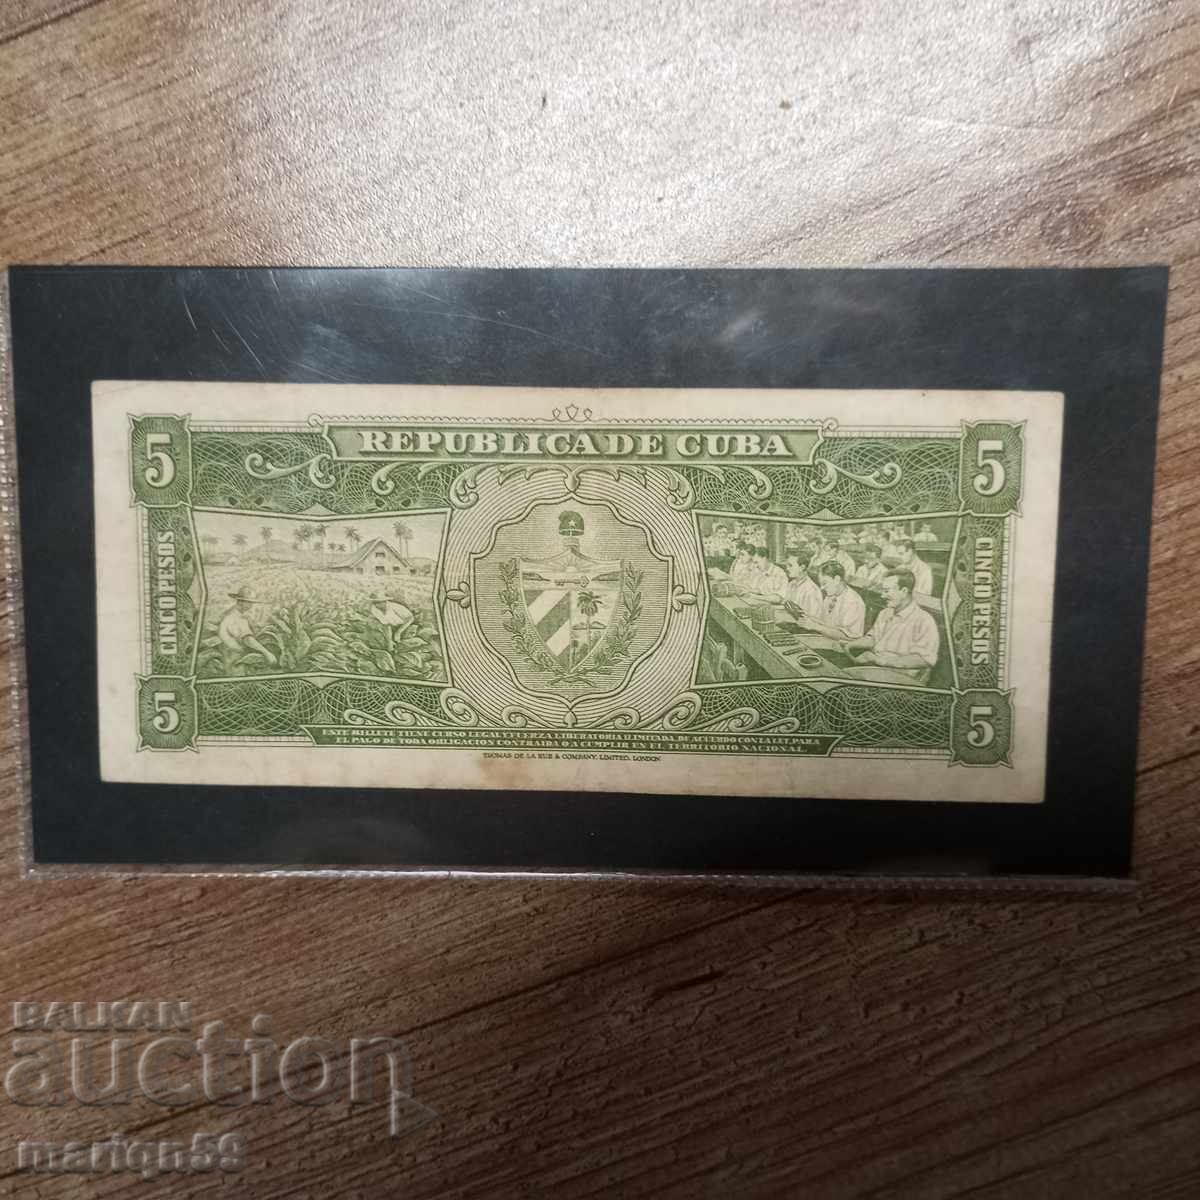 REPUBLICA DE CUBA
5
5
CINCO PESOS
CINCO PESOS
5
5
ESTE BILLETE TIENE CURSO LEGAL Y FUERZA LIBERATORIA ILIMITADA, DE ACUERDO CON LA LEY, PARA
EL PAGO DE TODA OBLIGACION CONTRAIDA O A CUMPLIR EN EL TERRITORIO NACIONAL.
THOMAS DE LA RUE & COMPANY, LIMITED, LONDON
BALKAN
auction
mariqn59